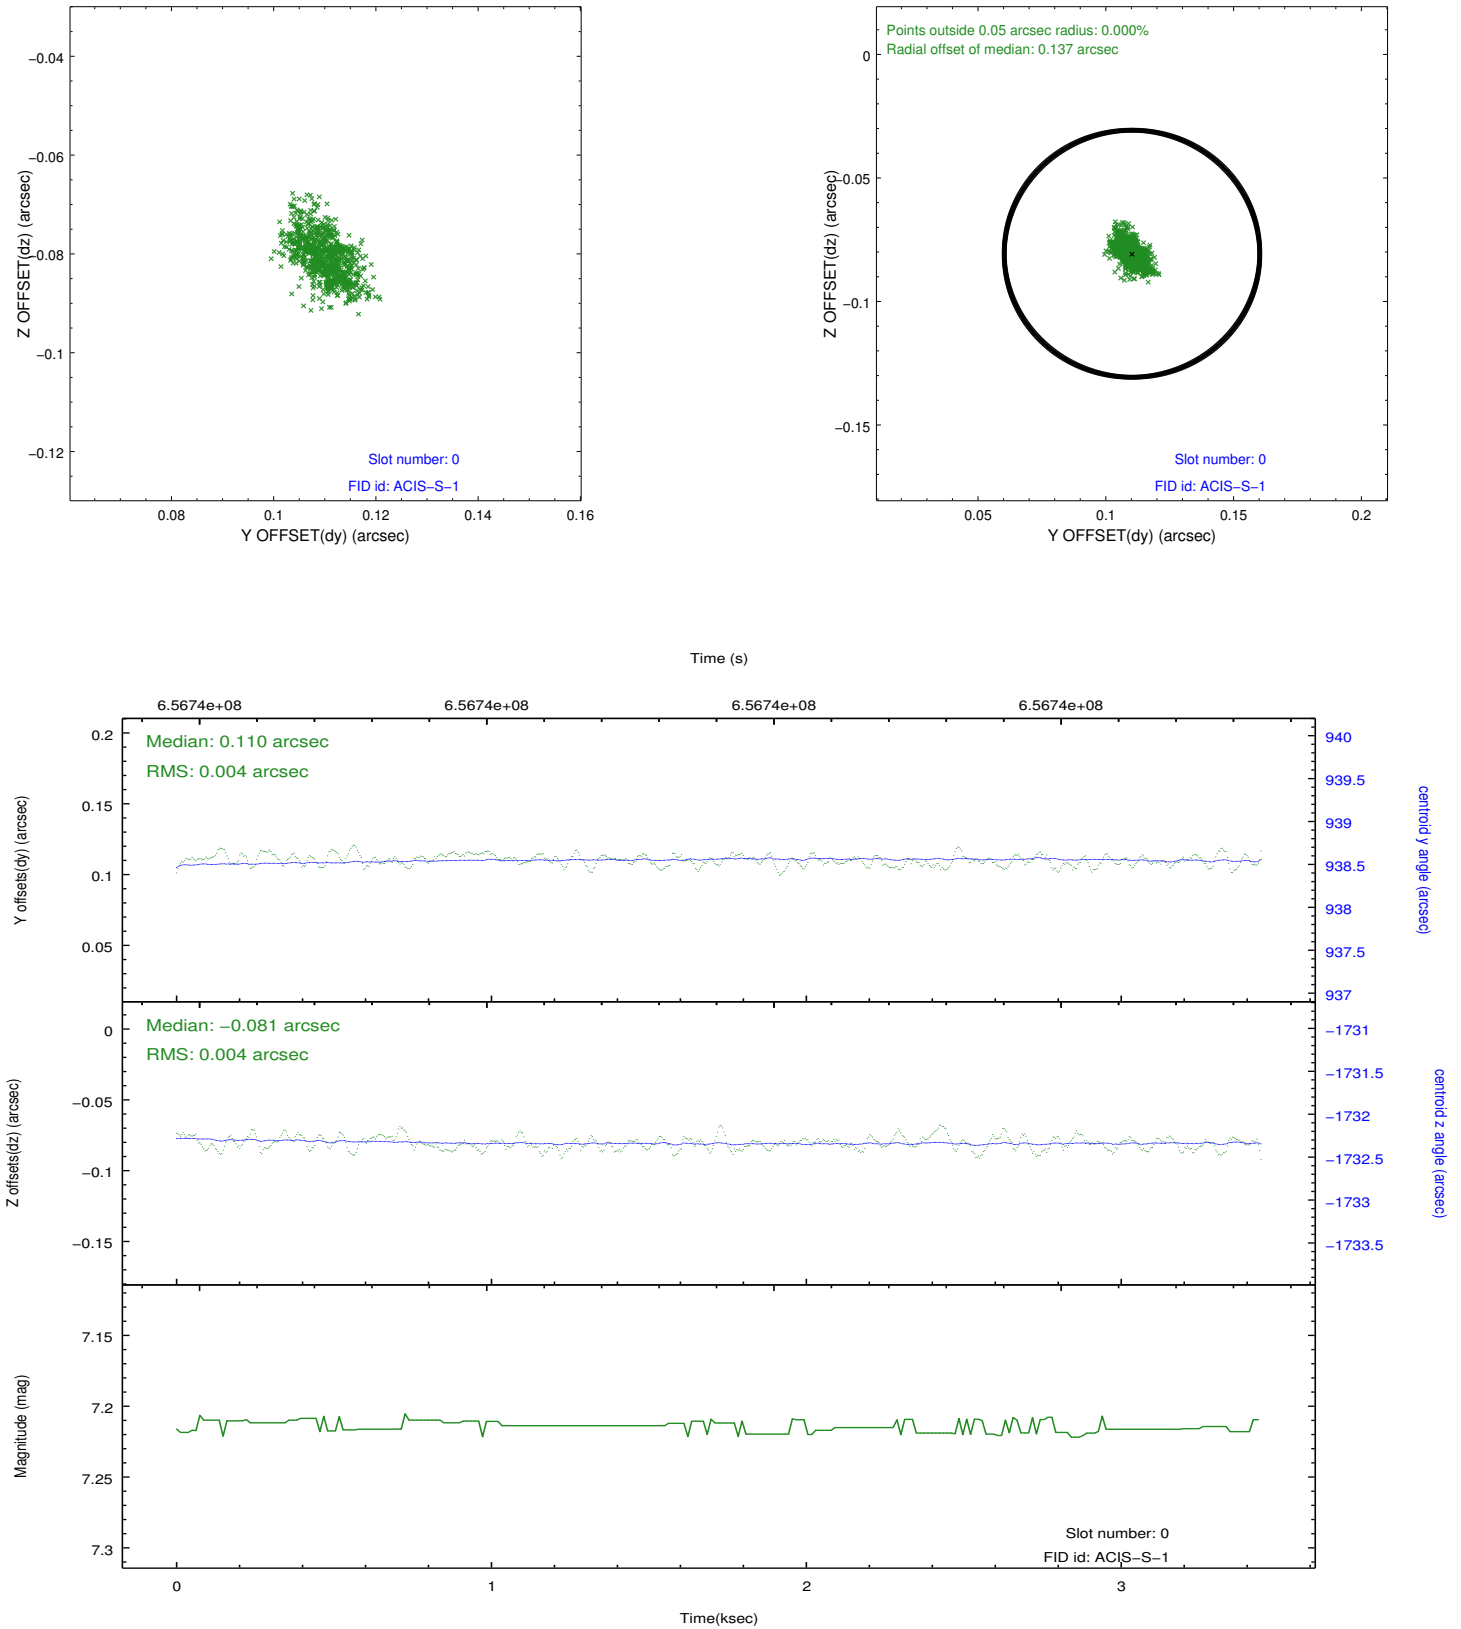 −0.04
−0.06
−0.08
−0.1
−0.12
Z OFFSET(dz) (arcsec)
Slot number: 0
FID id: ACIS−S−1
0.08 0.1 0.12 0.14 0.16
Y OFFSET(dy) (arcsec)
Points outside 0.05 arcsec radius: 0.000%
Radial offset of median: 0.137 arcsec
0
−0.05
−0.1
−0.15
Z OFFSET(dz) (arcsec)
Slot number: 0
FID id: ACIS−S−1
0.05 0.1 0.15 0.2
Y OFFSET(dy) (arcsec)
Time (s)
6.5674e+08 6.5674e+08 6.5674e+08 6.5674e+08
Median: 0.110 arcsec
RMS: 0.004 arcsec
0.2
0.15
0.1
0.05
Y offsets(dy) (arcsec)
940
939.5
939
938.5
938
937.5
937
centroid y angle (arcsec)
Median: −0.081 arcsec
RMS: 0.004 arcsec
0
−0.05
−0.1
−0.15
Z offsets(dz) (arcsec)
−1731
−1731.5
−1732
−1732.5
−1733
−1733.5
centroid z angle (arcsec)
7.15
7.2
7.25
7.3
Magnitude (mag)
Slot number: 0
FID id: ACIS−S−1
0 1 2 3
Time(ksec)